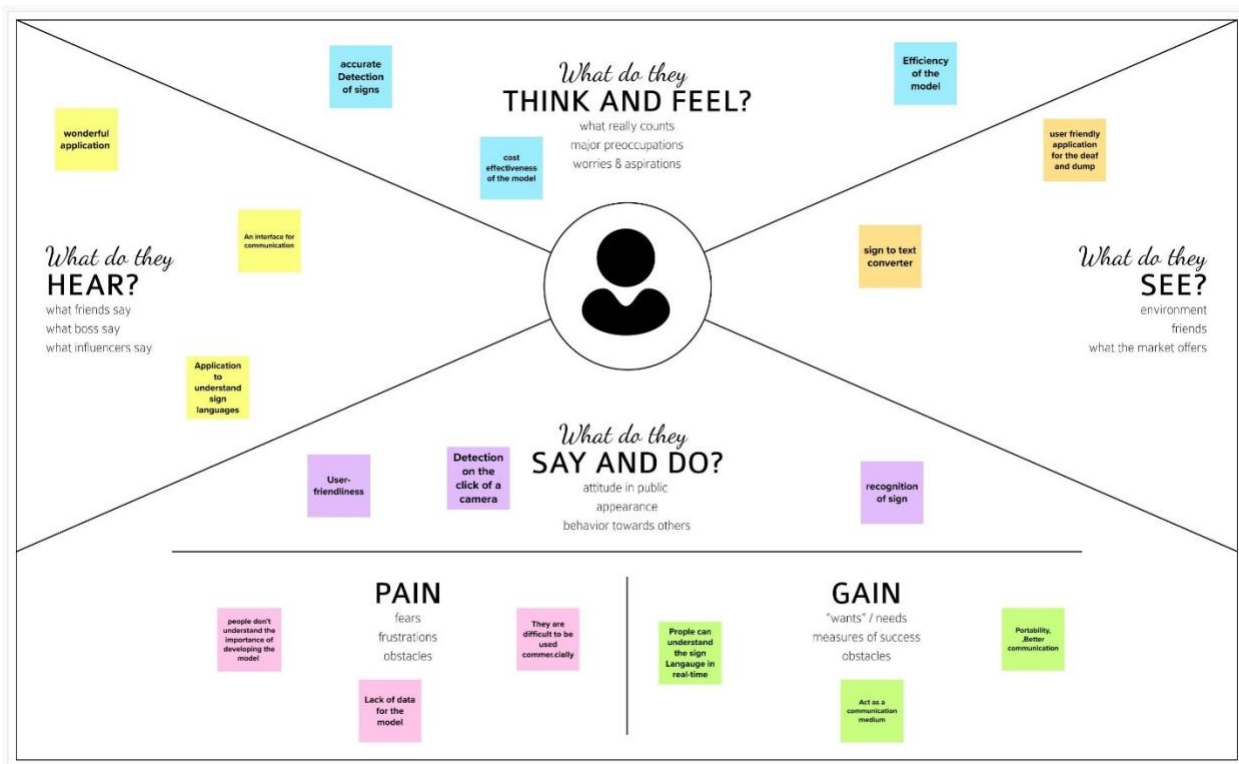 What do they
THINK AND FEEL?
what really counts
major preoccupations
worries & aspirations
accurate
Detection
of signs
cost
effectiveness
of the model
Efficiency
of the
model
What do they
HEAR?
what friends say
what boss say
what influencers say
wonderful
application
An interface for
communication
Application
to
understand
sign
languages
What do they
SEE?
environment
friends
what the market offers
user friendly
application
for the deaf
and dump
sign to text
converter
What do they
SAY AND DO?
attitude in public
appearance
behavior towards others
User-
friendliness
Detection
on the
click of a
camera
recognition
of sign
PAIN
fears
frustrations
obstacles
people don't
understand the
importance of
developing the
model
Lack of data
for the
model
They are
difficult to be
used
commer.cially
GAIN
"wants" / needs
measures of success
obstacles
Prople can
understand
the sign
Langauge in
real-time
Act as a
communication
medium
Portability,
,Better
communication